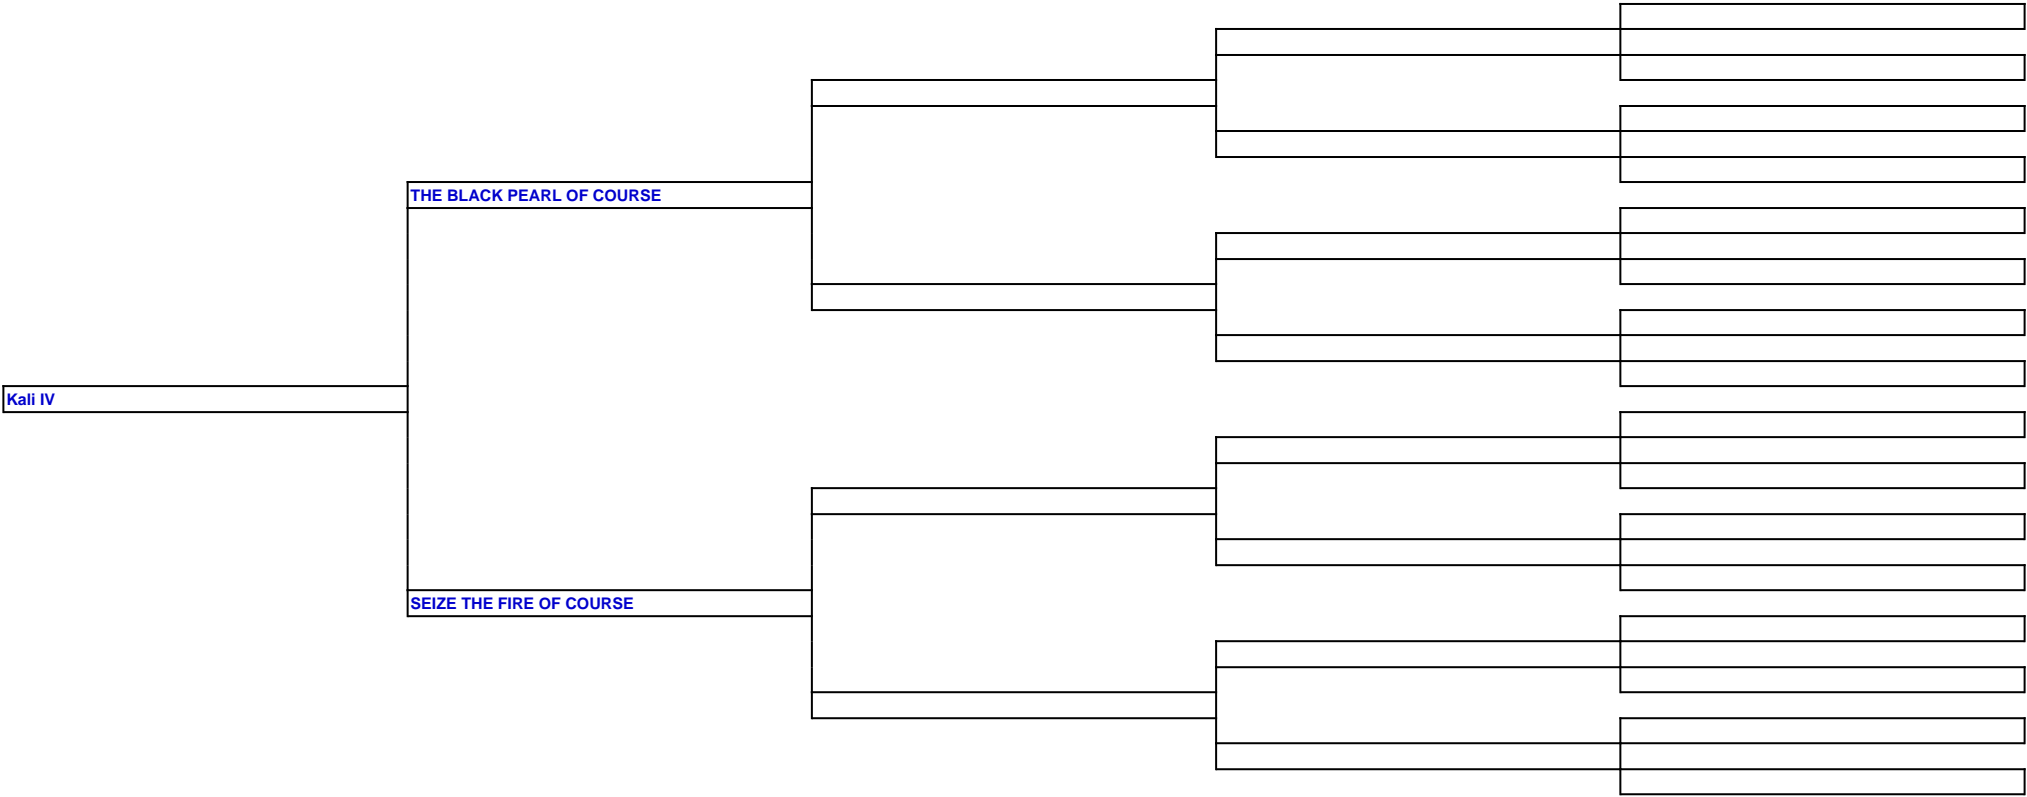 THE BLACK PEARL OF COURSE
Kali IV
SEIZE THE FIRE OF COURSE